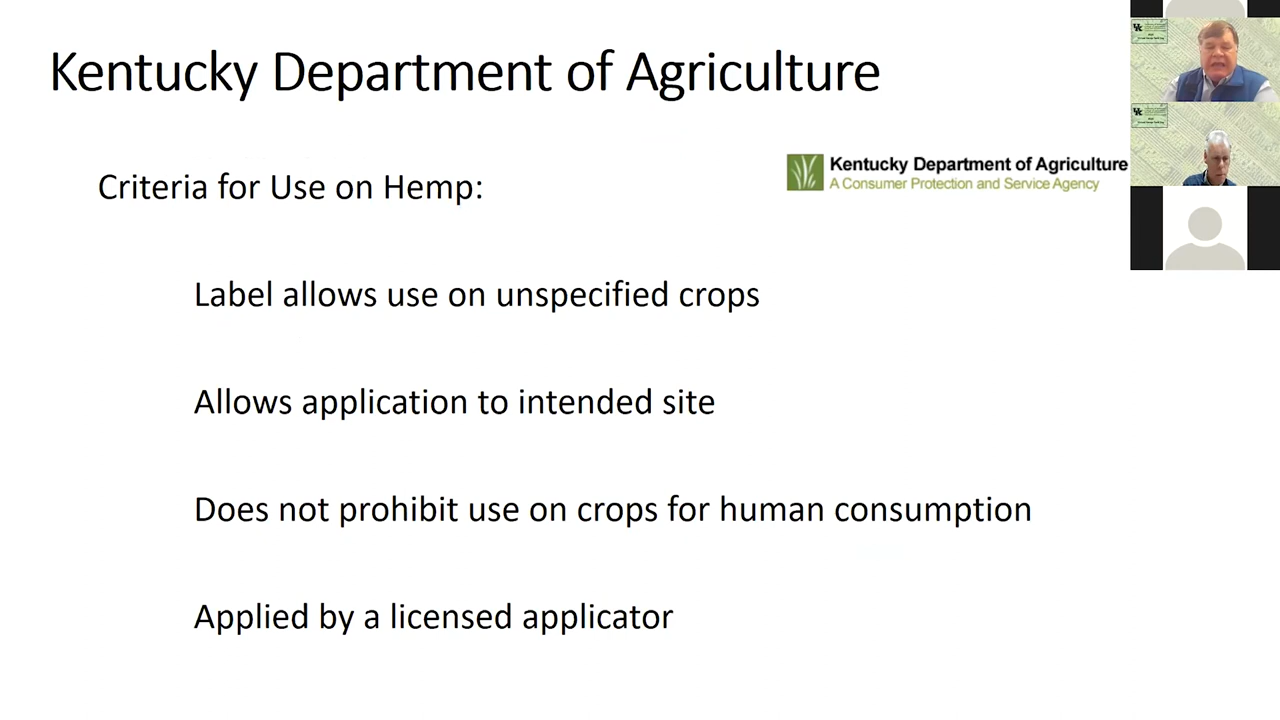 Kentucky Department of Agriculture
Kentucky Department of Agriculture
A Consumer Protection and Service Agency
Criteria for Use on Hemp:
Label allows use on unspecified crops
Allows application to intended site
Does not prohibit use on crops for human consumption
Applied by a licensed applicator